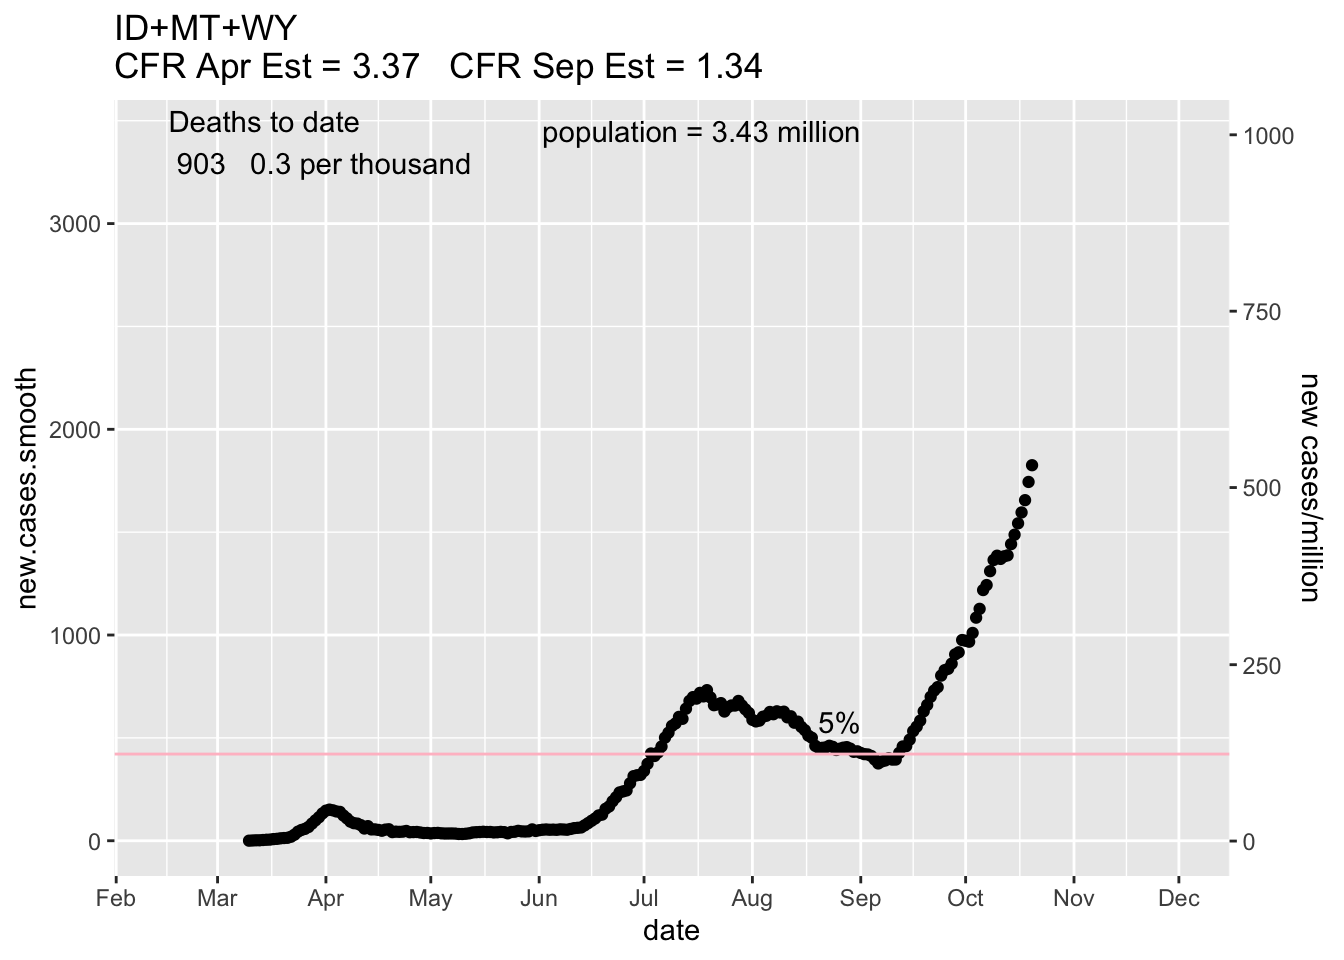 ID+MT+WY
CFR Apr Est = 3.37   CFR Sep Est = 1.34
Deaths to date
903   0.3 per thousand
population = 3.43 million
3000
2000
1000
0
new.cases.smooth
1000
750
500
250
0
new cases/million
5%
Feb Mar Apr May Jun Jul Aug Sep Oct Nov Dec
date